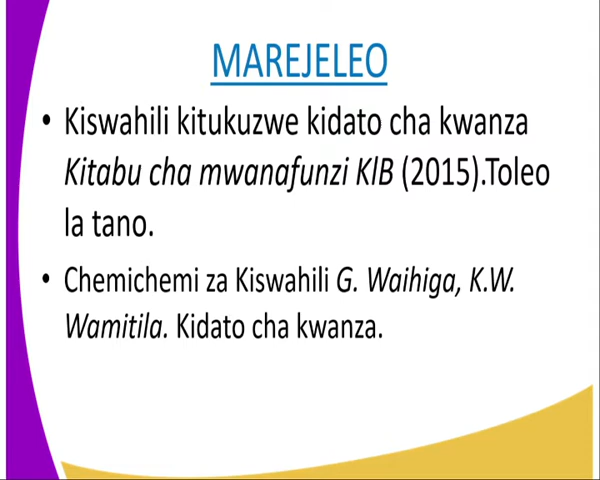 MAREJELEO
• Kiswahili kitukuzwe kidato cha kwanza
Kitabu cha mwanafunzi KlB (2015).Toleo
la tano.
• Chemichemi za Kiswahili G. Waihiga, K.W.
Wamitila. Kidato cha kwanza.